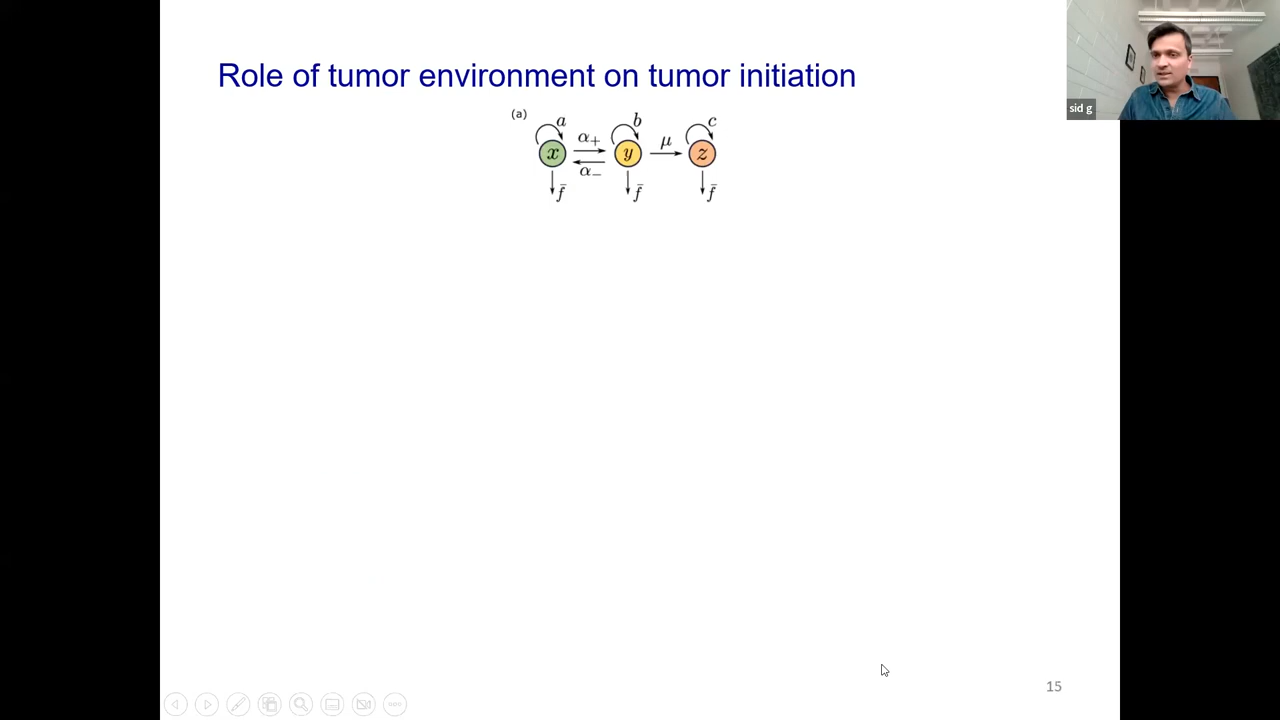 Role of tumor environment on tumor initiation
sid g
(a)
a b c
α+ μ
x y z
α−
f̄ f̄ f̄
15